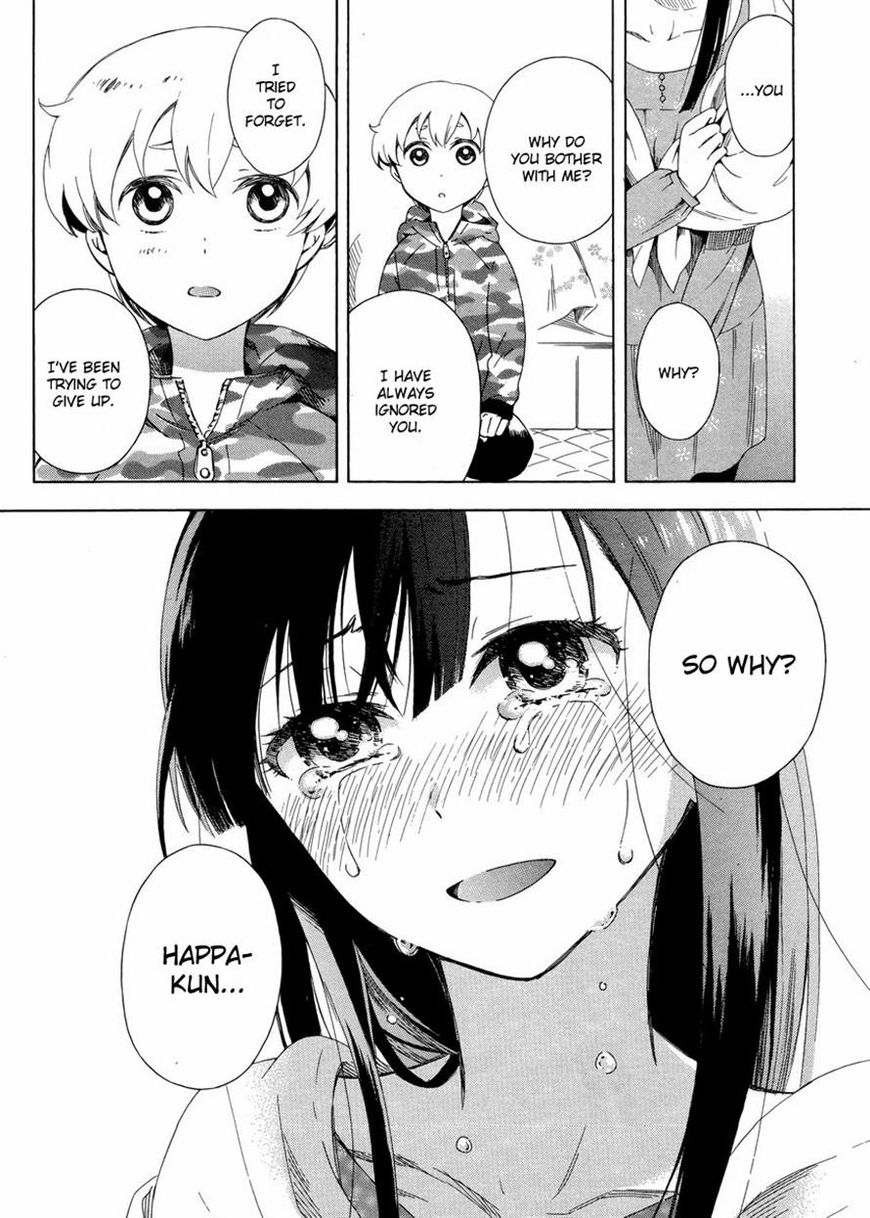 ...YOU
WHY?
WHY DO
YOU BOTHER
WITH ME?
I HAVE
ALWAYS
IGNORED
YOU.
I
TRIED
TO
FORGET.
I'VE BEEN
TRYING TO
GIVE UP.
SO WHY?
HAPPA-
KUN...